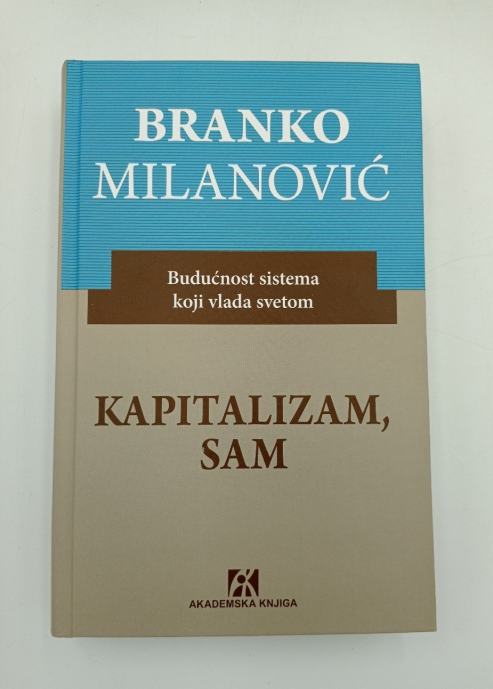 BRANKO
MILANOVIĆ
Budućnost sistema
koji vlada svetom
KAPITALIZAM,
SAM
AKADEMSKA KNJIGA